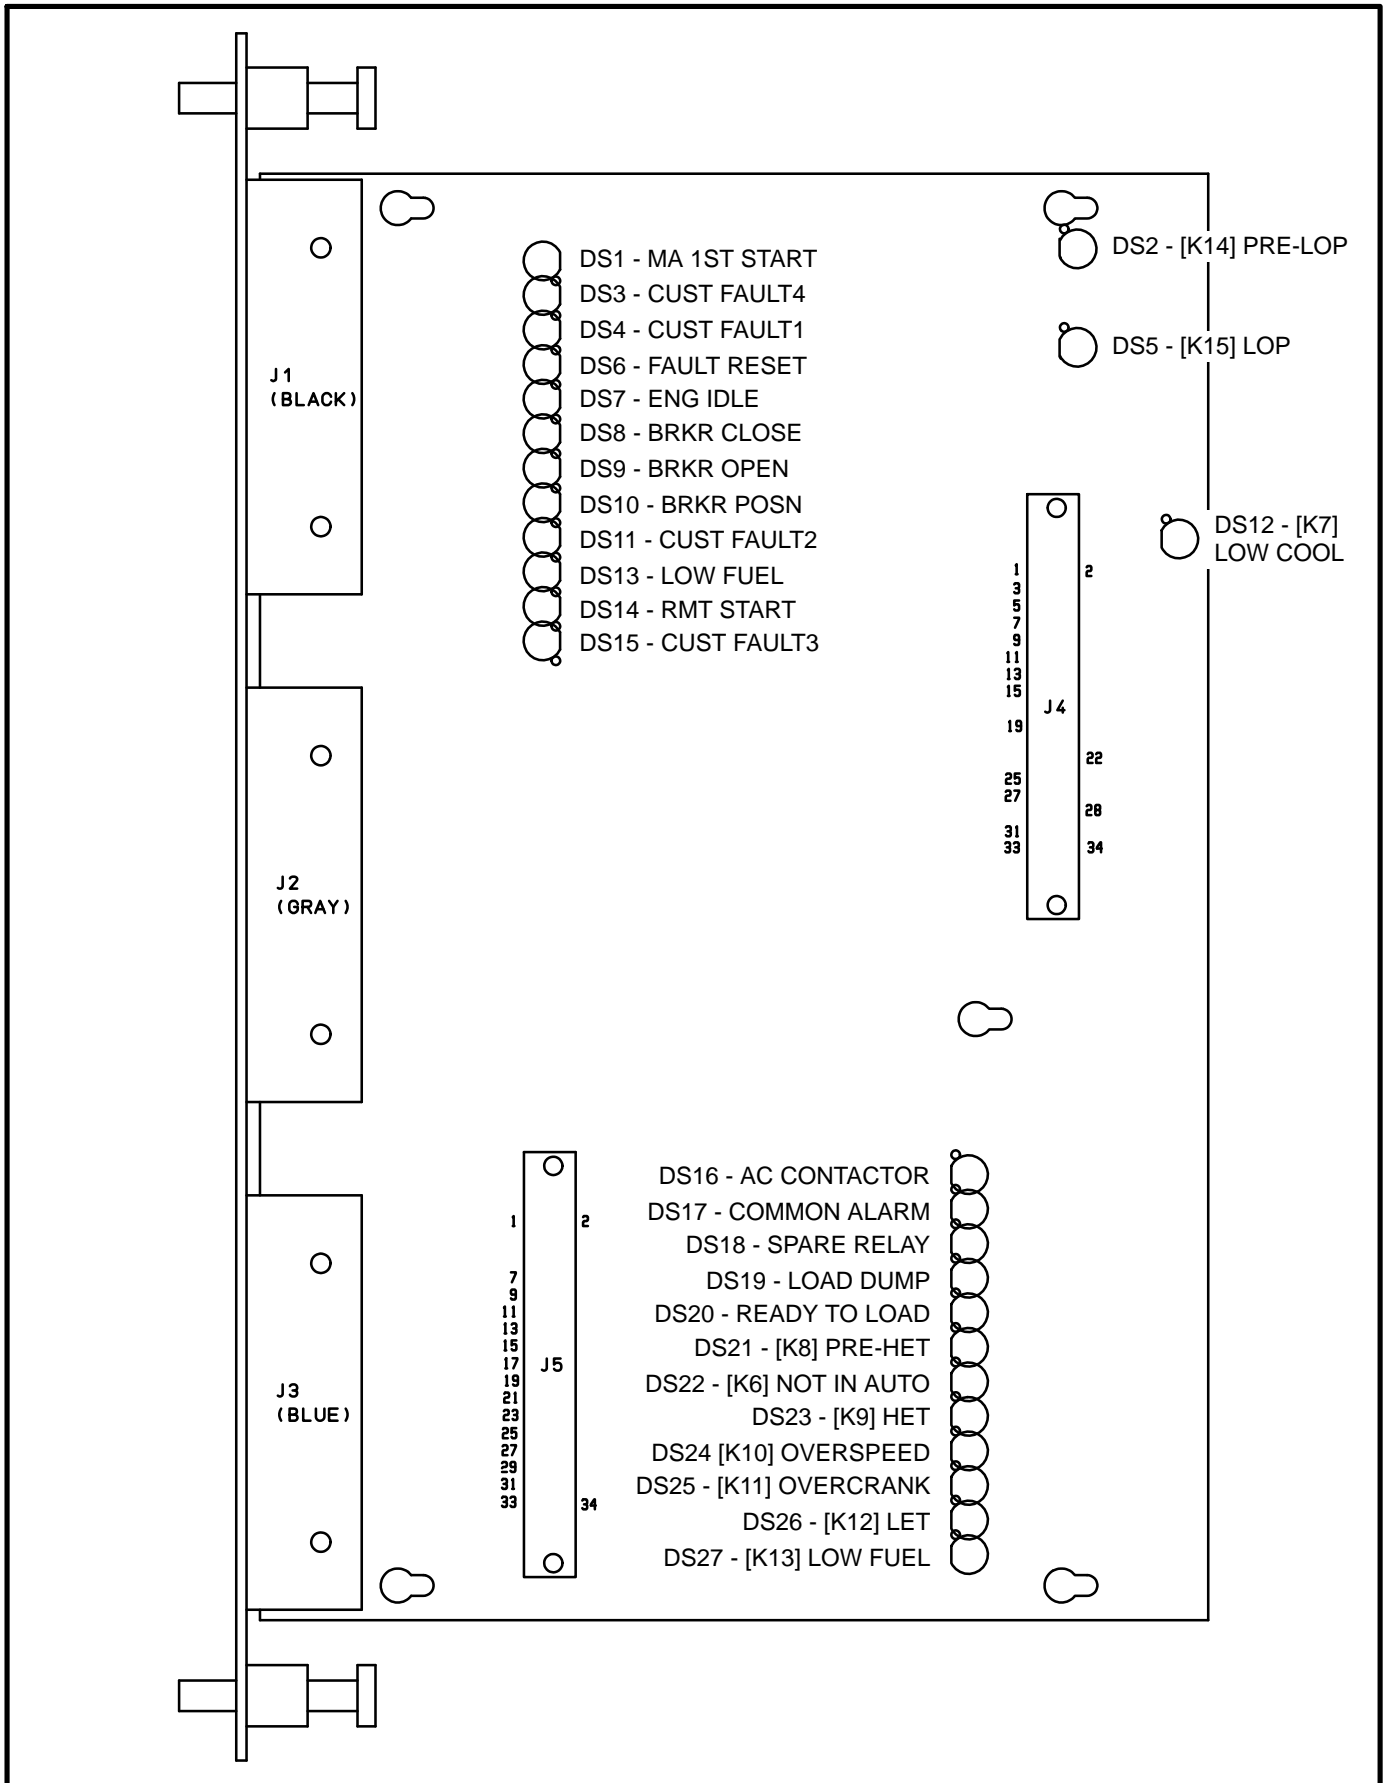 DS1 - MA 1ST START
DS3 - CUST FAULT4
DS4 - CUST FAULT1
DS6 - FAULT RESET
DS7 - ENG IDLE
DS8 - BRKR CLOSE
DS9 - BRKR OPEN
DS10 - BRKR POSN
DS11 - CUST FAULT2
DS13 - LOW FUEL
DS14 - RMT START
DS15 - CUST FAULT3
DS2 - [K14] PRE-LOP
DS5 - [K15] LOP
DS12 - [K7]
LOW COOL
J1
(BLACK)
J2
(GRAY)
J3
(BLUE)
1
3
5
7
9
11
13
15
19
25
27
31
33
J4
2
22
28
34
1
7
9
11
13
15
17
19
21
23
25
27
29
31
33
J5
2
34
DS16 - AC CONTACTOR
DS17 - COMMON ALARM
DS18 - SPARE RELAY
DS19 - LOAD DUMP
DS20 - READY TO LOAD
DS21 - [K8] PRE-HET
DS22 - [K6] NOT IN AUTO
DS23 - [K9] HET
DS24 [K10] OVERSPEED
DS25 - [K11] OVERCRANK
DS26 - [K12] LET
DS27 - [K13] LOW FUEL